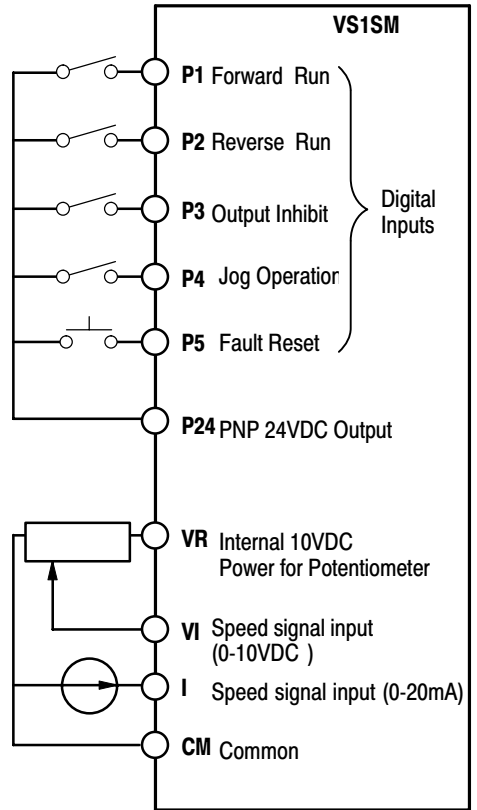 VS1SM
P1 Forward Run
P2 Reverse Run
P3 Output Inhibit
P4 Jog Operation
P5 Fault Reset
Digital
Inputs
P24 PNP 24VDC Output
VR Internal 10VDC
Power for Potentiometer
VI Speed signal input
(0-10VDC )
I Speed signal input (0-20mA)
CM Common